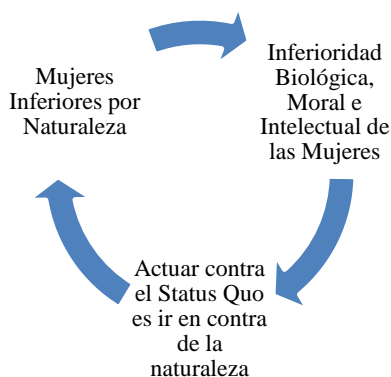 Mujeres
Inferiores por
Naturaleza
Inferioridad
Biológica,
Moral e
Intelectual de
las Mujeres
Actuar contra
el Status Quo
es ir en contra
de la
naturaleza